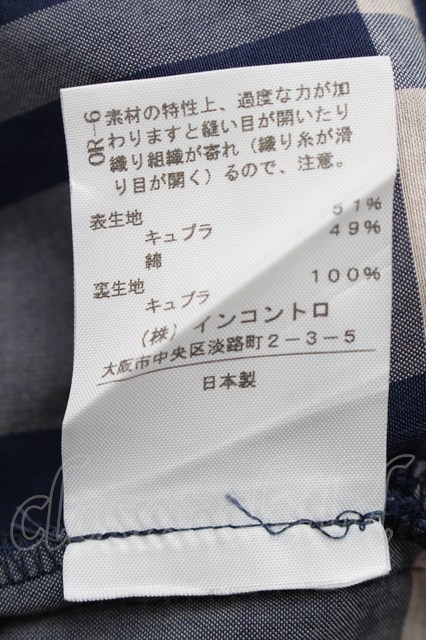 OR-6
素材の特性上、過度な力が加
わりますと縫い目が開いたり
織り組織が寄れ(織り糸が滑
り目が開く)るので、注意。
表生地
キュプラ 51%
綿 49%
裏生地
キュプラ 100%
(株)インコントロ
大阪市中央区淡路町2-3-5
日本製